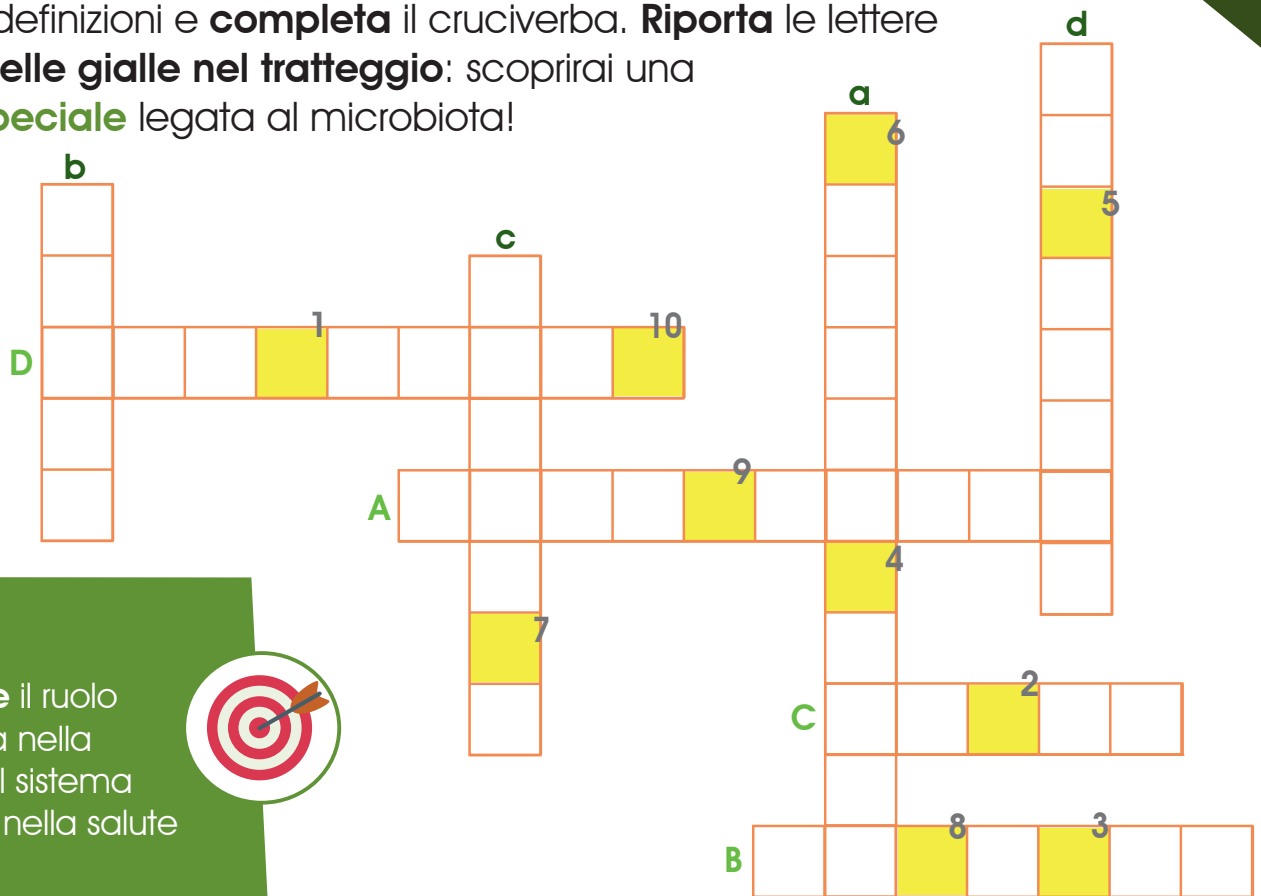 definizioni e completa il cruciverba. Riporta le lettere
elle gialle nel tratteggio: scoprirai una
peciale legata al microbiota!
d
a
6
b
5
c
1
10
D
9
A
4
7
2
C
8
3
B
e il ruolo
a nella
l sistema
nella salute